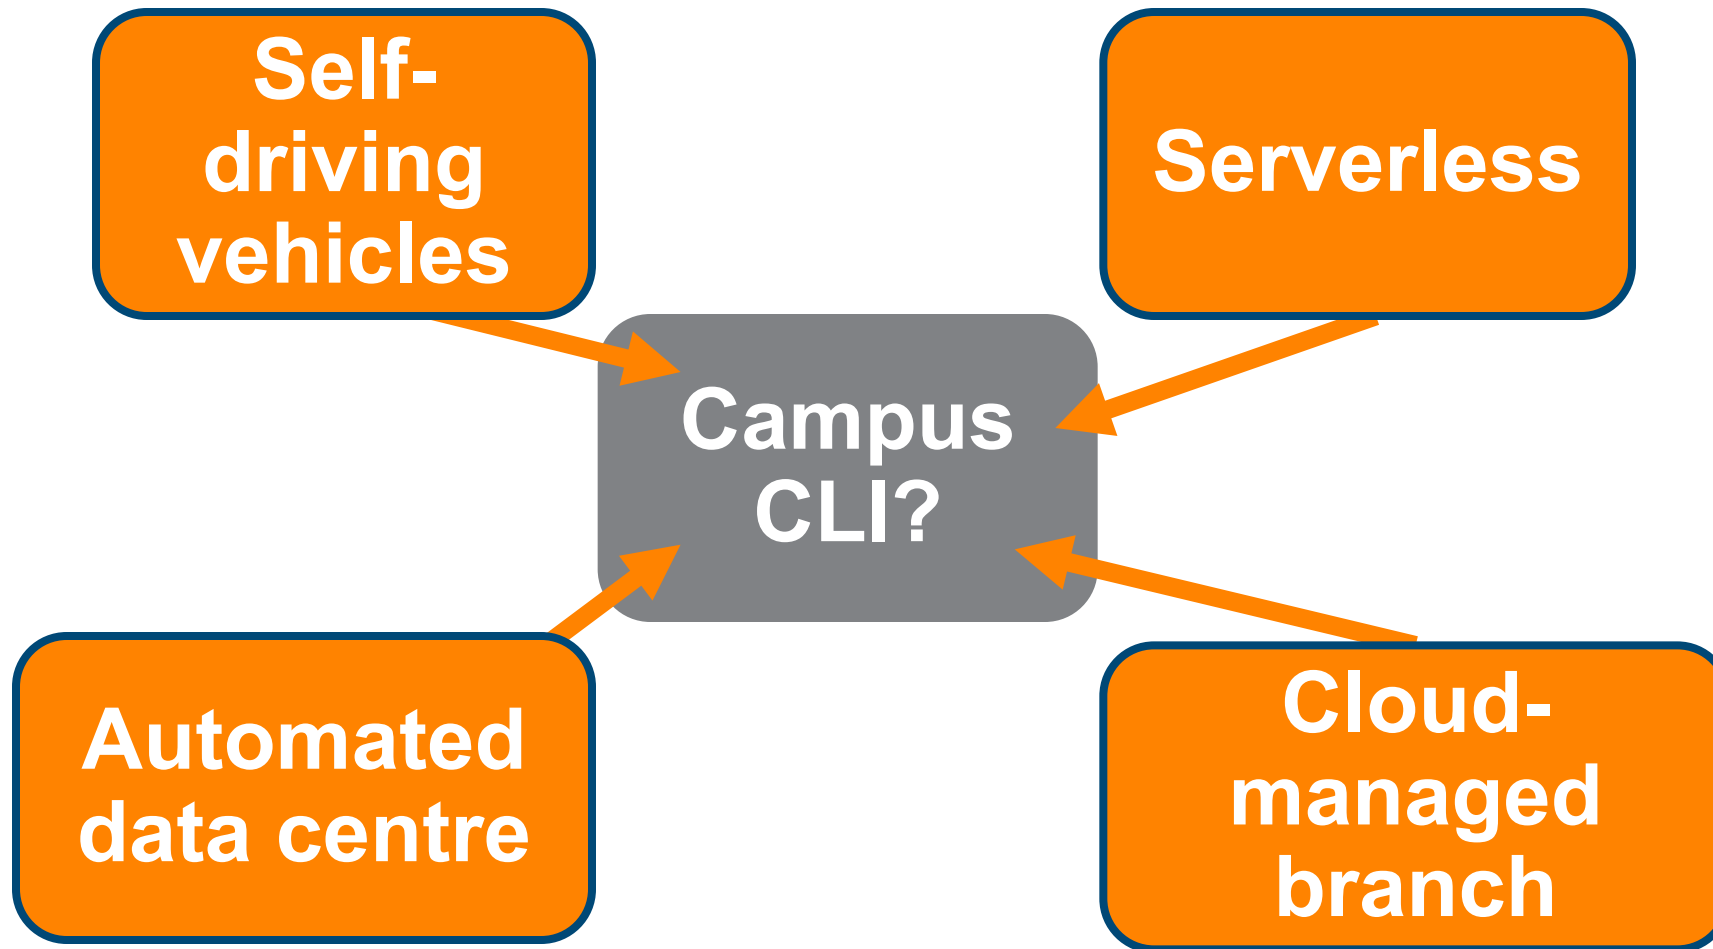 Self-
driving
vehicles
Serverless
Campus
CLI?
Automated
data centre
Cloud-
managed
branch